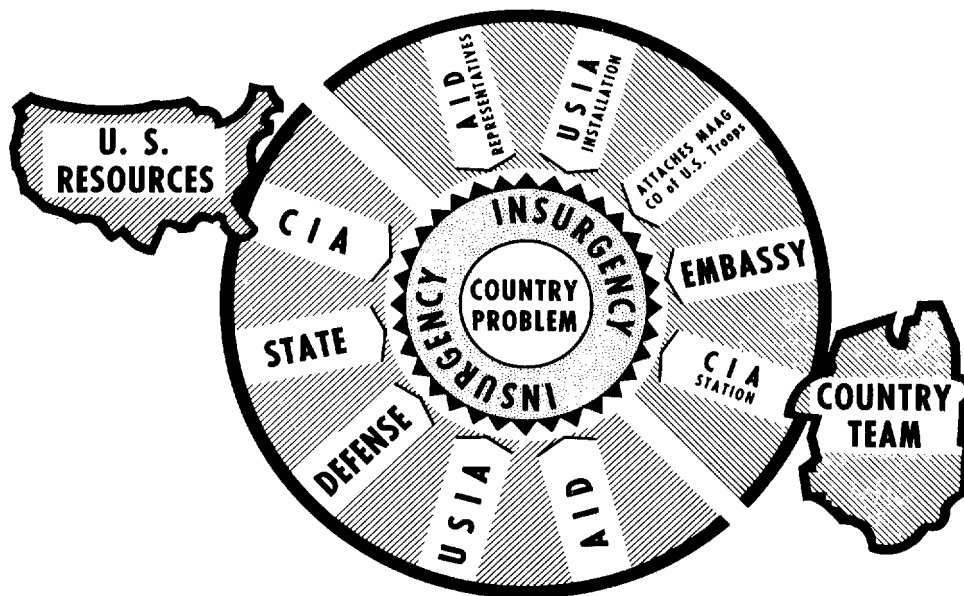 U. S.
RESOURCES
AID
REPRESENTATIVES
USIA
INSTALLATION
ATTACHES MAAG
CO of U.S. Troops
EMBASSY
CIA
STATION
COUNTRY
TEAM
CIA
STATE
DEFENSE
USIA
AID
INSURGENCY
INSURGENCY
COUNTRY
PROBLEM